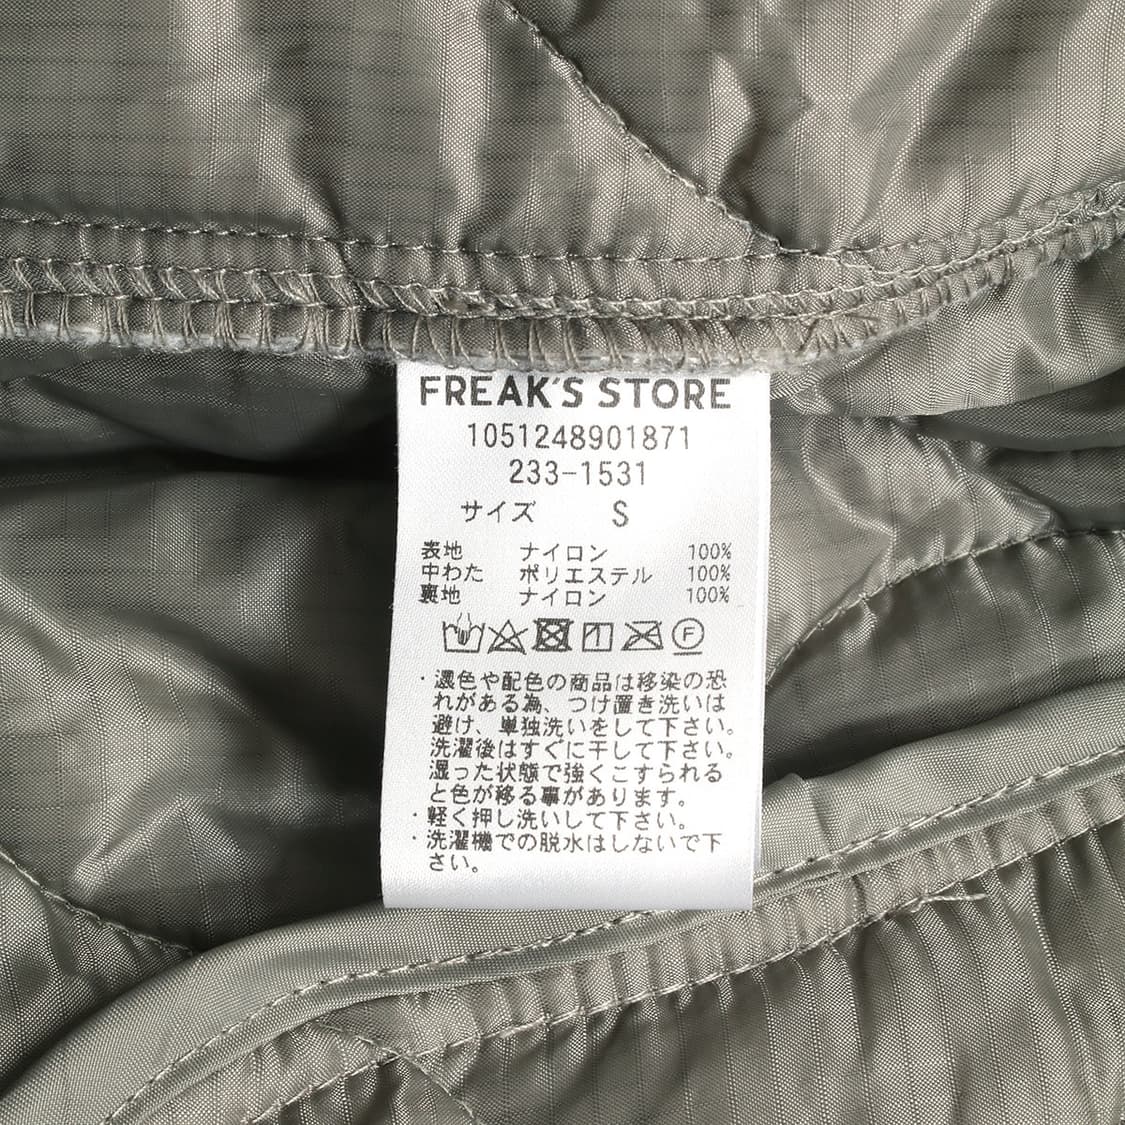 FREAK'S STORE
1051248901871
233-1531
サイズ S
表地 ナイロン 100%
中わた ポリエステル 100%
裏地 ナイロン 100%
F
・濃色や配色の商品は移染の恐
れがある為、つけ置き洗いは
避け、単独洗いをして下さい。
洗濯後はすぐに干して下さい。
湿った状態で強くこすられる
と色が移る事があります。
・軽く押し洗いして下さい。
・洗濯機での脱水はしないで下
さい。